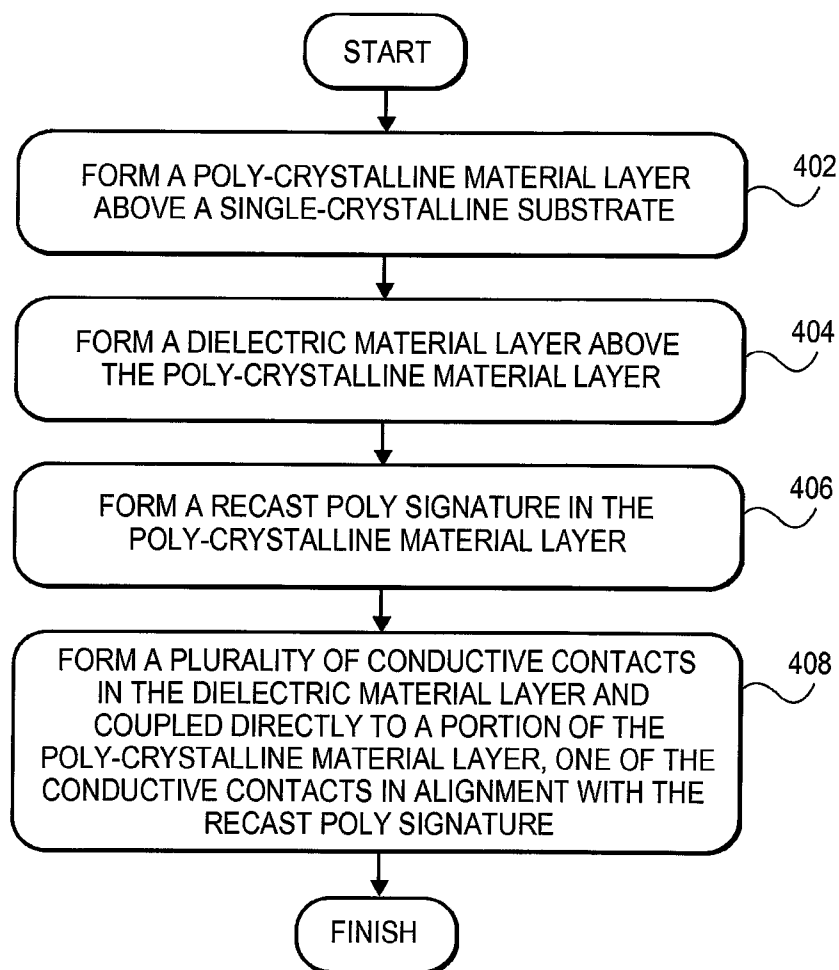 START
FORM A POLY-CRYSTALLINE MATERIAL LAYER
ABOVE A SINGLE-CRYSTALLINE SUBSTRATE
402
FORM A DIELECTRIC MATERIAL LAYER ABOVE
THE POLY-CRYSTALLINE MATERIAL LAYER
404
FORM A RECAST POLY SIGNATURE IN THE
POLY-CRYSTALLINE MATERIAL LAYER
406
FORM A PLURALITY OF CONDUCTIVE CONTACTS
IN THE DIELECTRIC MATERIAL LAYER AND
COUPLED DIRECTLY TO A PORTION OF THE
POLY-CRYSTALLINE MATERIAL LAYER, ONE OF THE
CONDUCTIVE CONTACTS IN ALIGNMENT WITH THE
RECAST POLY SIGNATURE
408
FINISH